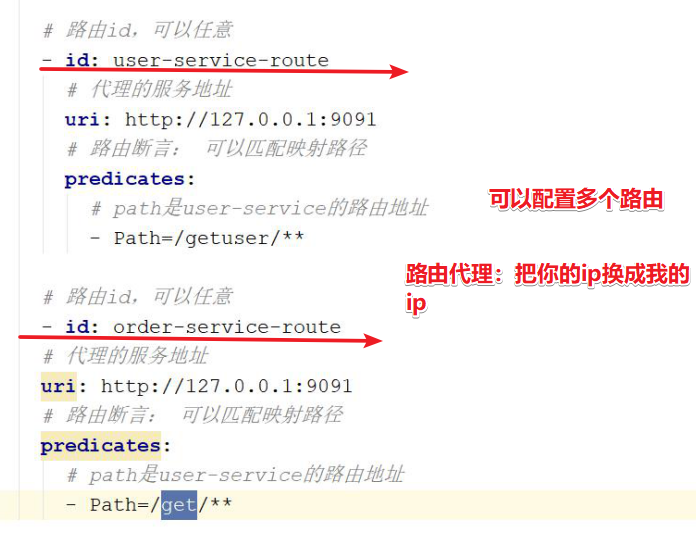 # 路由id，可以任意
- id: user-service-route
# 代理的服务地址
uri: http://127.0.0.1:9091
# 路由断言： 可以匹配映射路径
predicates:
# path是user-service的路由地址
- Path=/getuser/**
可以配置多个路由
路由代理：把你的ip换成我的
ip
# 路由id，可以任意
- id: order-service-route
# 代理的服务地址
uri: http://127.0.0.1:9091
# 路由断言： 可以匹配映射路径
predicates:
# path是user-service的路由地址
- Path=/get/**